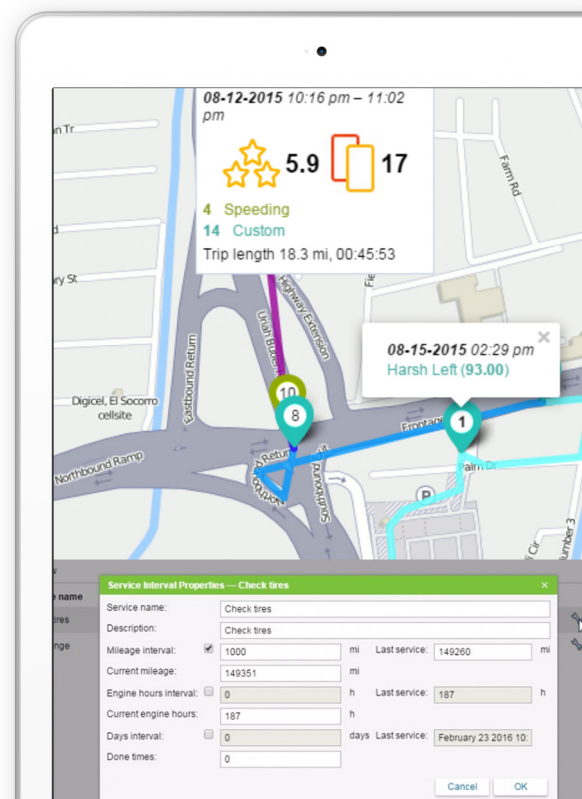 08-12-2015 10:16 pm – 11:02
pm
5.9 17
4 Speeding
14 Custom
Trip length 18.3 mi, 00:45:53
n Tr
Farm Rd
ry St
Highway Extension
Eastbound Return
08-15-2015 02:29 pm
Harsh Left (93.00)
10
8
1
Digicel, El Socorro
cellsite
Northbound Ramp
Palm Dr
P
Service Interval Properties — Check tires
Service name: Check tires
Description: Check tires
Mileage interval: 1000 mi Last service: 149260 mi
Current mileage: 149351 mi
Engine hours interval: 0 h Last service: 187 h
Current engine hours: 187 h
Days interval: 0 days Last service: February 23 2016 10:
Done times: 0
Cancel OK
e name
ires
nge